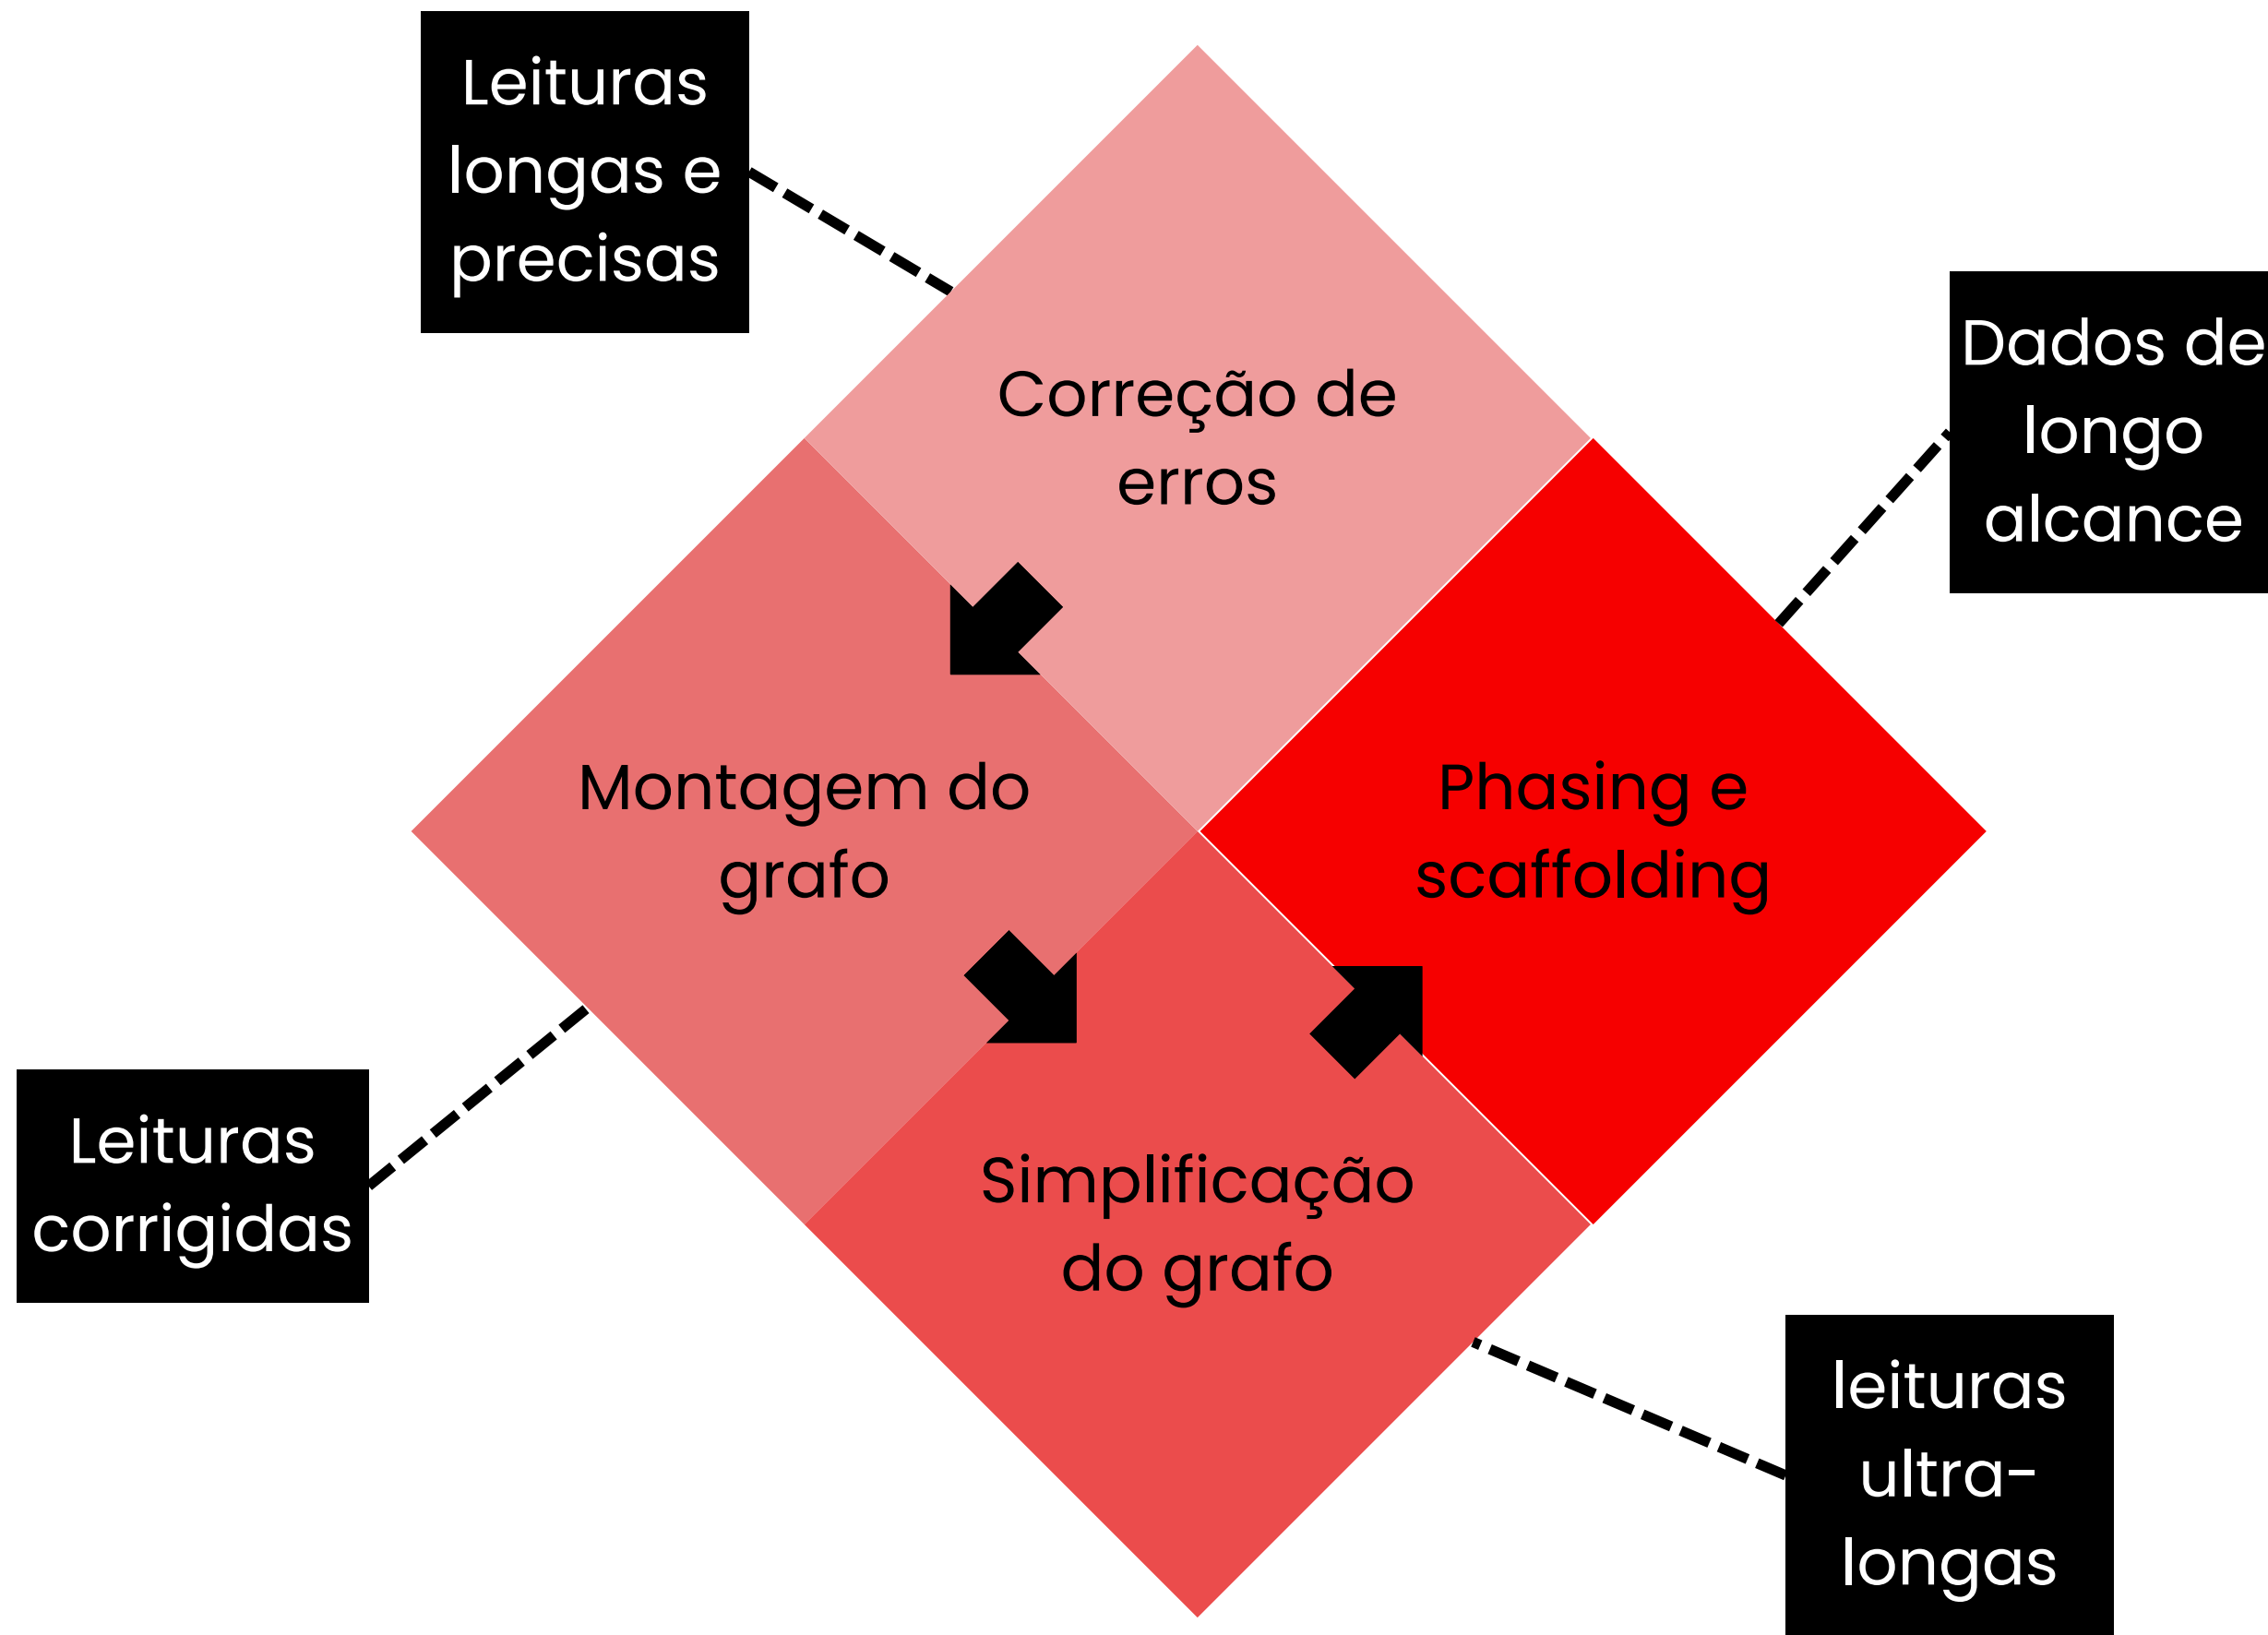 Leituras
longas e
precisas
Dados de
longo
alcance
Correção de
erros
Montagem do
grafo
Phasing e
scaffolding
Leituras
corrigidas
Simplificação
do grafo
leituras
ultra-
longas